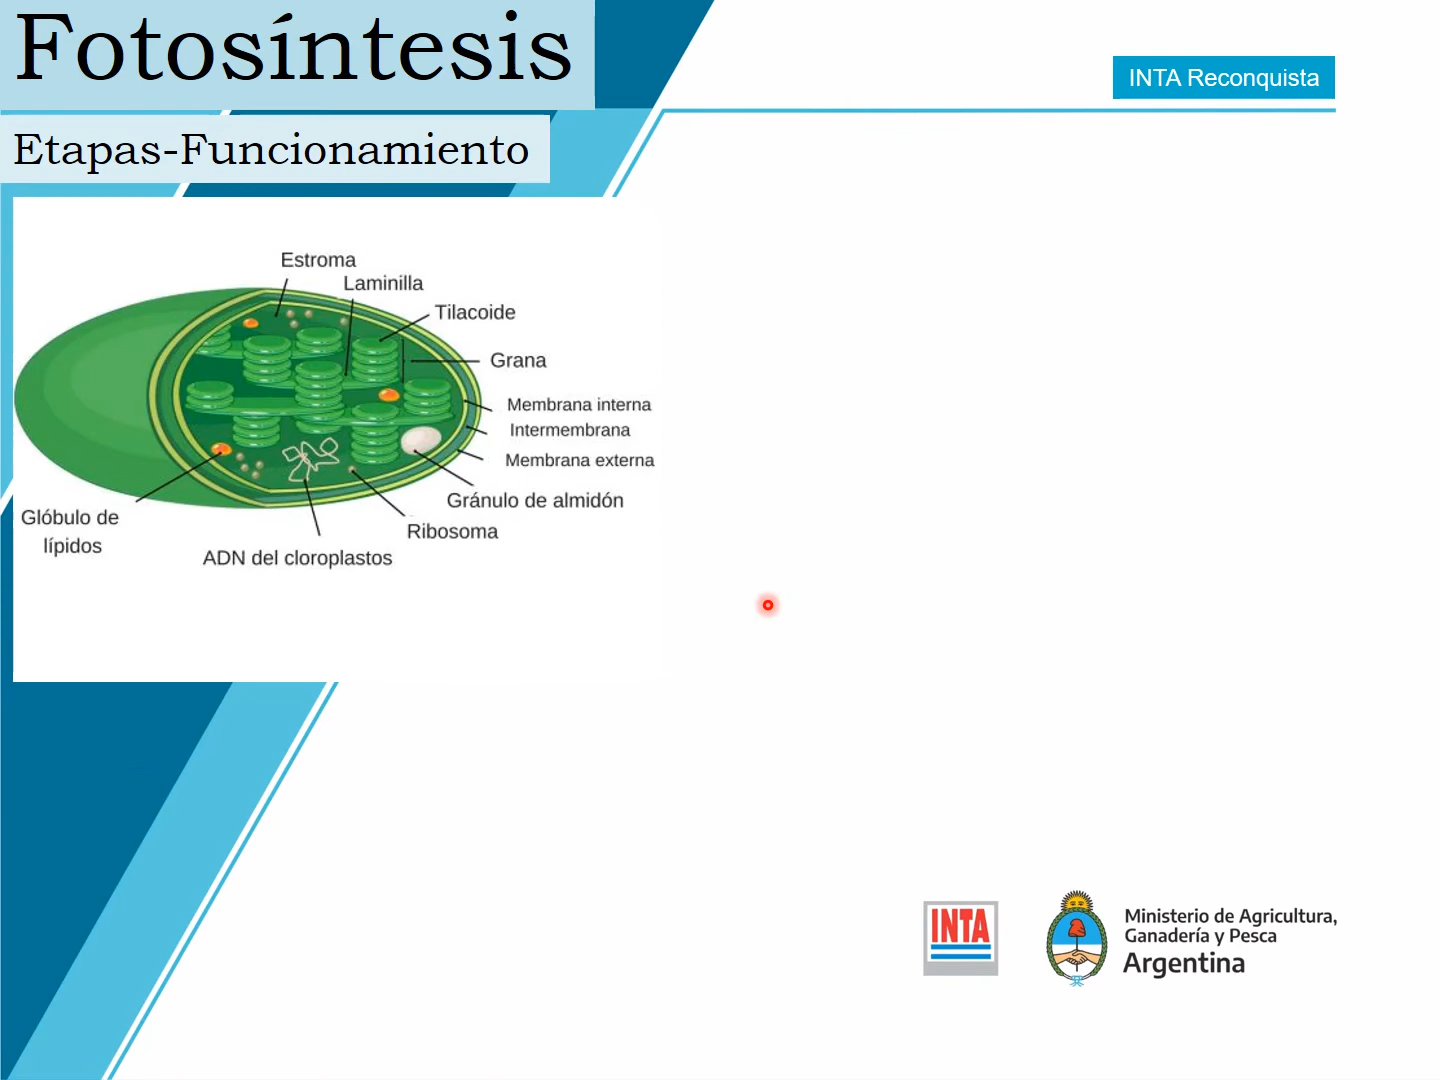 Fotosíntesis
INTA Reconquista
Etapas-Funcionamiento
Estroma
Laminilla
Tilacoide
Grana
Membrana interna
Intermembrana
Membrana externa
Gránulo de almidón
Ribosoma
ADN del cloroplastos
Glóbulo de
lípidos
INTA
Ministerio de Agricultura,
Ganadería y Pesca
Argentina